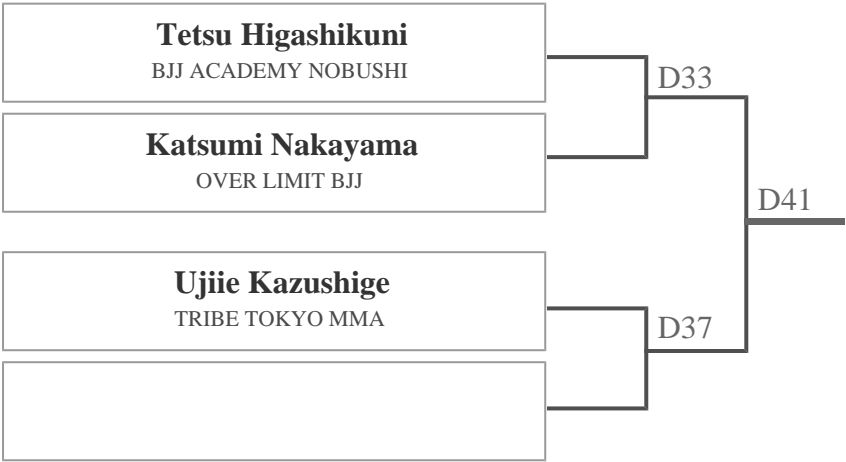 Tetsu Higashikuni
BJJ ACADEMY NOBUSHI
D33
Katsumi Nakayama
OVER LIMIT BJJ
D41
Ujiie Kazushige
TRIBE TOKYO MMA
D37